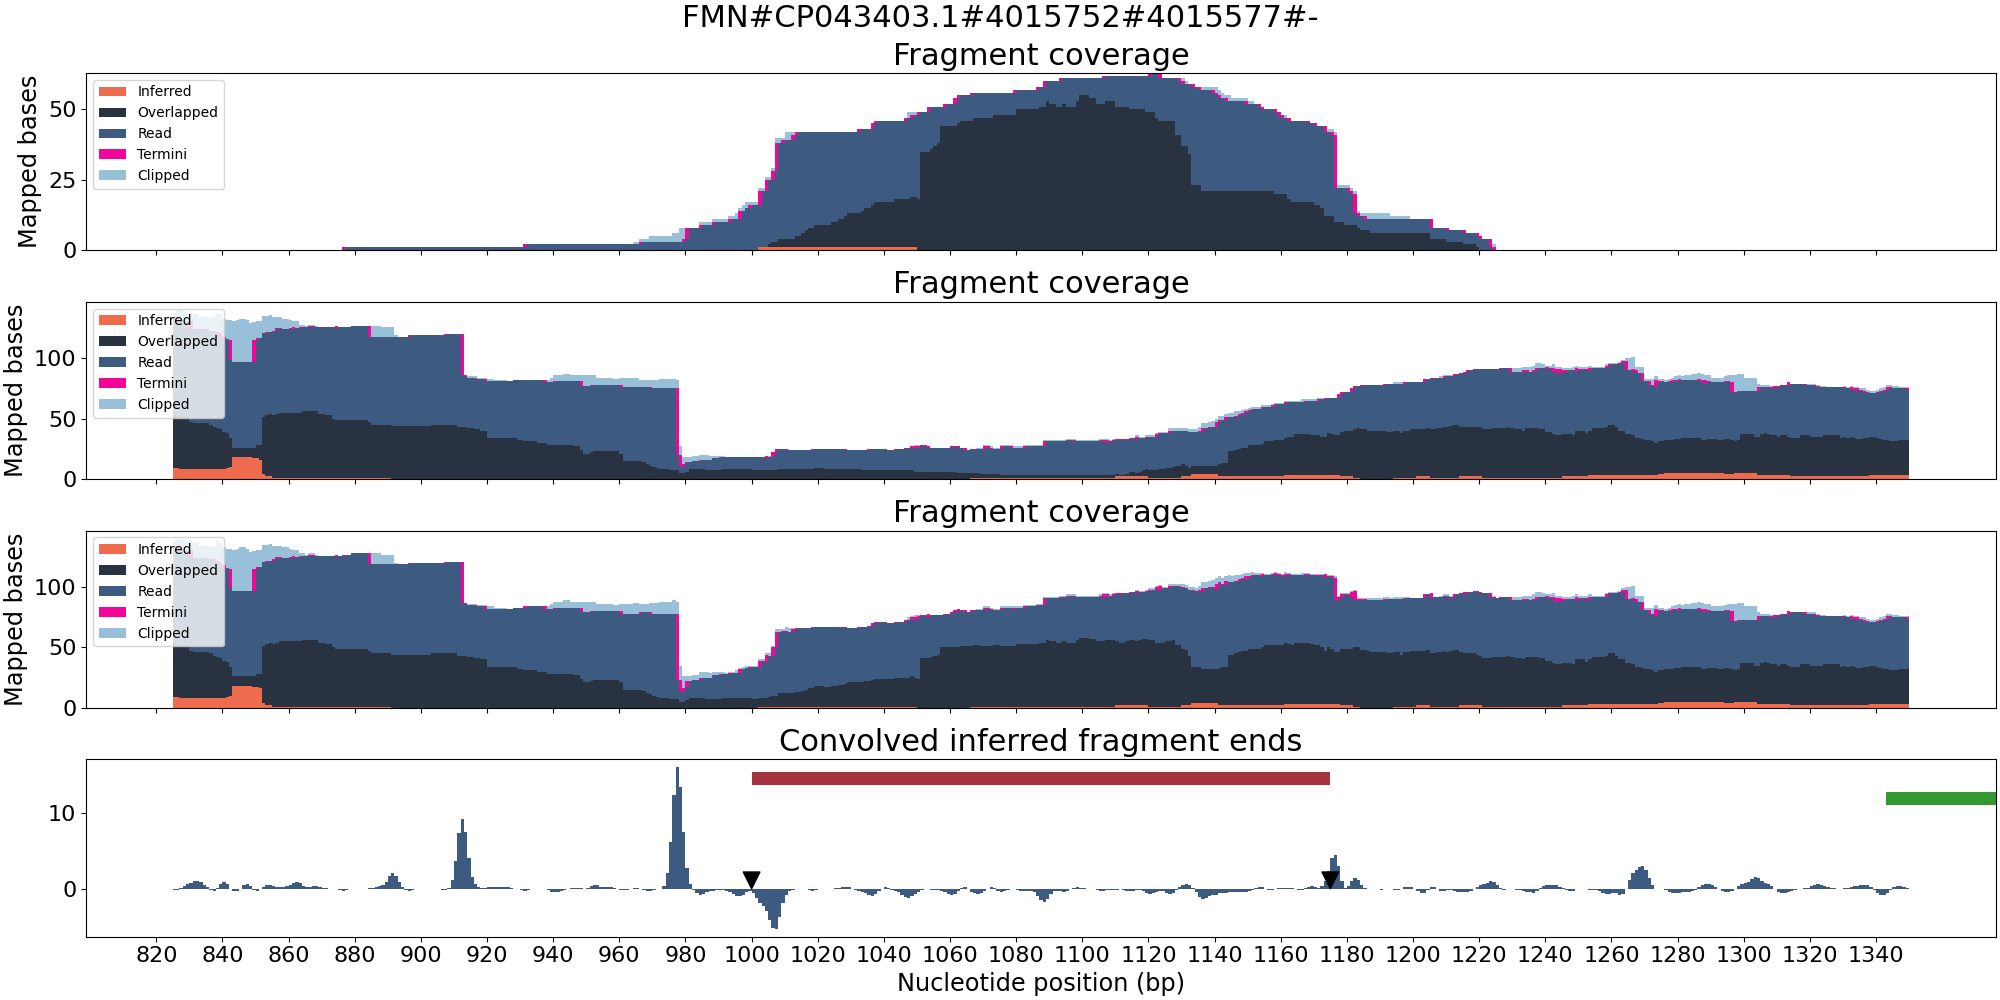 FMN#CP043403.1#4015752#4015577#-
Fragment coverage
Mapped bases
50
25
0
Inferred
Overlapped
Read
Termini
Clipped
Fragment coverage
Mapped bases
100
50
0
Inferred
Overlapped
Read
Termini
Clipped
Fragment coverage
Mapped bases
100
50
0
Inferred
Overlapped
Read
Termini
Clipped
Convolved inferred fragment ends
10
0
820 840 860 880 900 920 940 960 980 1000 1020 1040 1060 1080 1100 1120 1140 1160 1180 1200 1220 1240 1260 1280 1300 1320 1340
Nucleotide position (bp)